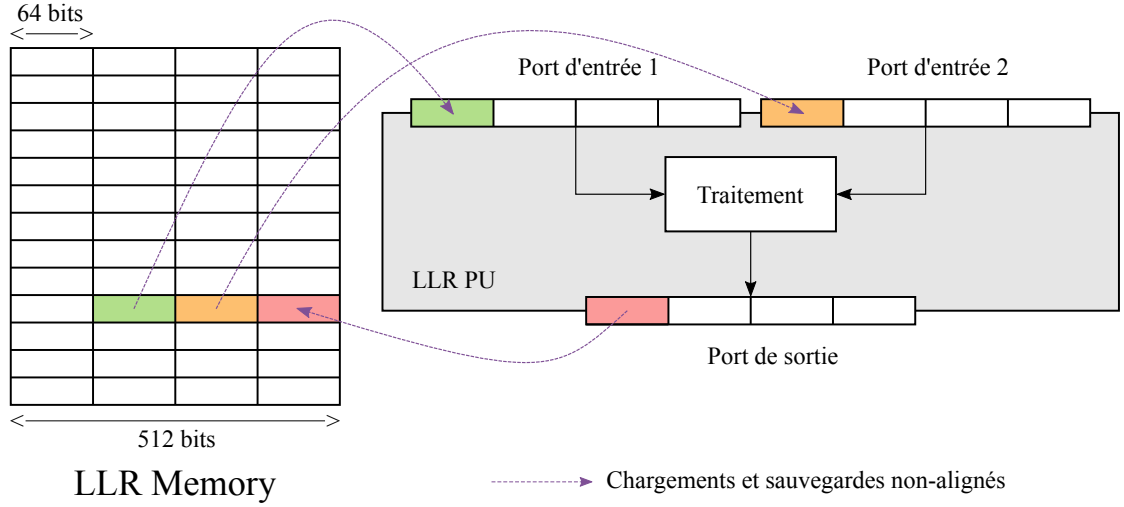 64 bits
Port d'entrée 1
Port d'entrée 2
Traitement
LLR PU
Port de sortie
512 bits
LLR Memory
Chargements et sauvegardes non-alignés